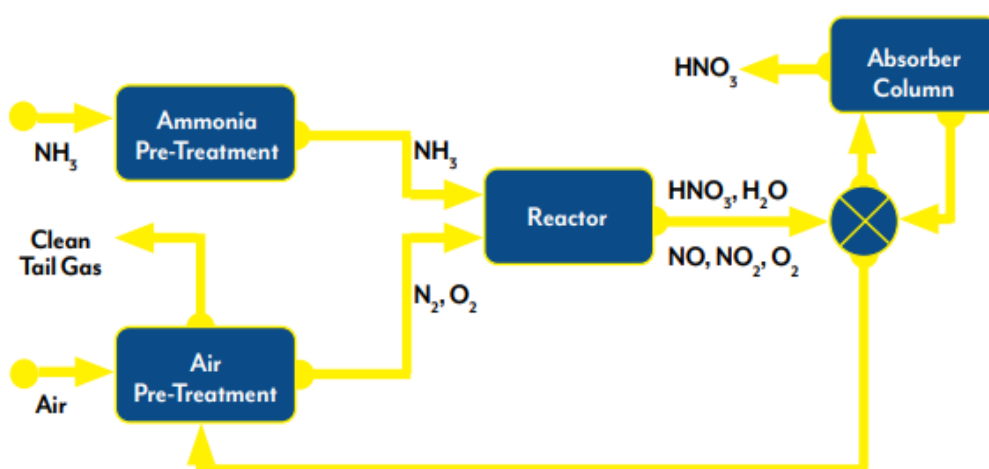 HNO₃
Absorber
Column
Ammonia
Pre-Treatment
NH₃
NH₃
Reactor
HNO₃, H₂O
NO, NO₂, O₂
Clean
Tail Gas
N₂, O₂
Air
Pre-Treatment
Air